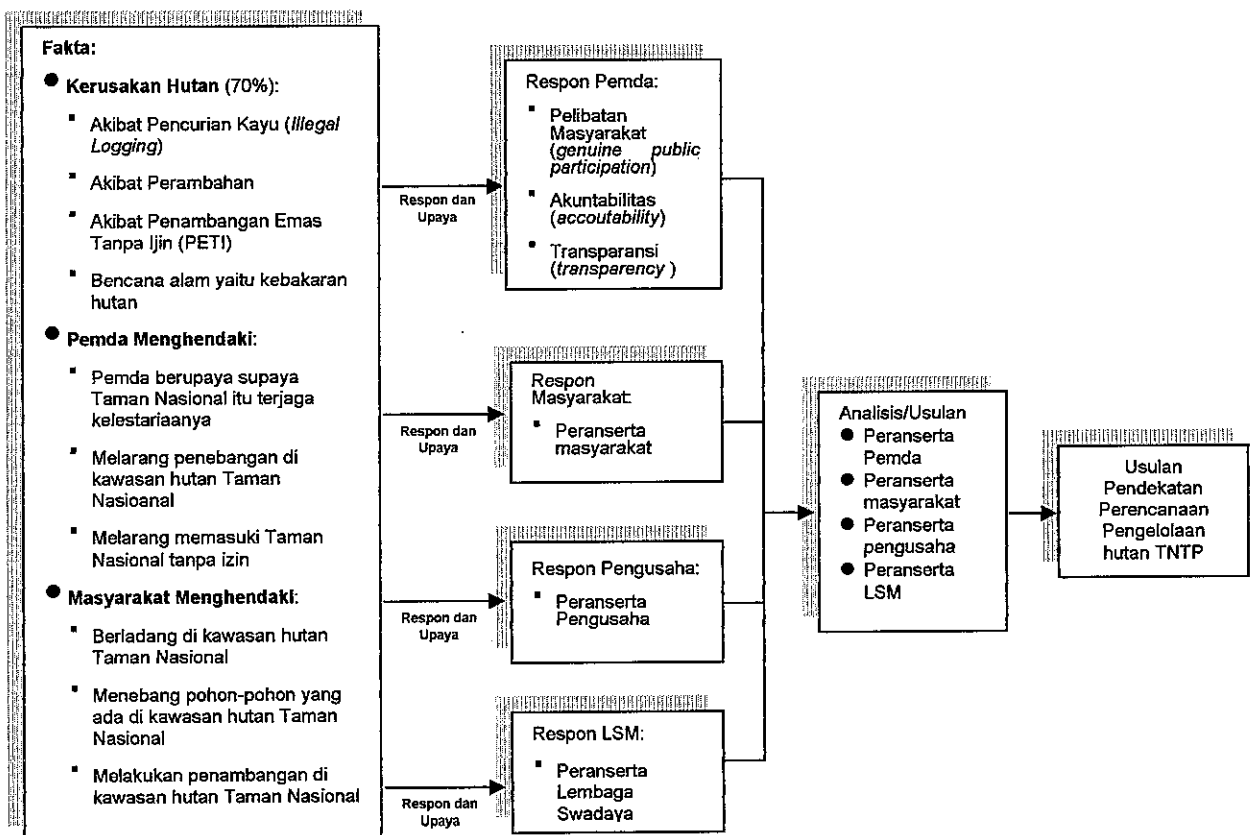 Fakta:
● Kerusakan Hutan (70%):
▪ Akibat Pencurian Kayu (Illegal
Logging)
▪ Akibat Perambahan
▪ Akibat Penambangan Emas
Tanpa Ijin (PETI)
▪ Bencana alam yaitu kebakaran
hutan
● Pemda Menghendaki:
▪ Pemda berupaya supaya
Taman Nasional itu terjaga
kelestariaanya
▪ Melarang penebangan di
kawasan hutan Taman
Nasioanal
▪ Melarang memasuki Taman
Nasional tanpa izin
● Masyarakat Menghendaki:
▪ Berladang di kawasan hutan
Taman Nasional
▪ Menebang pohon-pohon yang
ada di kawasan hutan Taman
Nasional
▪ Melakukan penambangan di
kawasan hutan Taman Nasional
Respon dan
Upaya
Respon Pemda:
▪ Pelibatan
Masyarakat
(genuine public
participation)
▪ Akuntabilitas
(accoutability)
▪ Transparansi
(transparency )
Respon dan
Upaya
Respon
Masyarakat:
▪ Peranserta
masyarakat
Respon dan
Upaya
Respon Pengusaha:
▪ Peranserta
Pengusaha
Respon dan
Upaya
Respon LSM:
▪ Peranserta
Lembaga
Swadaya
Analisis/Usulan
● Peranserta
Pemda
● Peranserta
masyarakat
● Peranserta
pengusaha
● Peranserta
LSM
Usulan
Pendekatan
Perencanaan
Pengelolaan
hutan TNTP